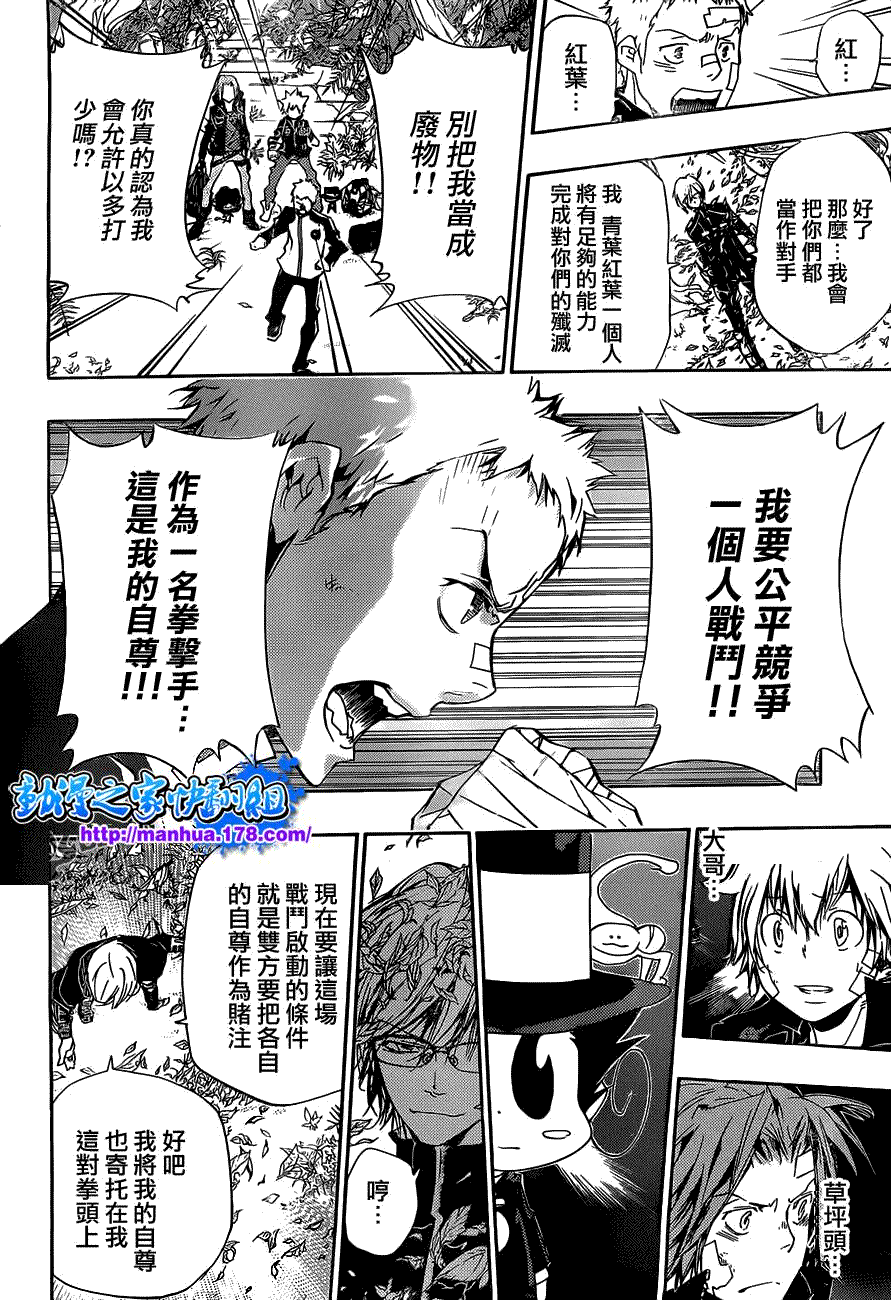 紅…
紅葉…
好了
那麼…我會
把你們都
當作對手
我 青葉紅葉一個人
將有足夠的能力
完成對你們的殲滅
別把我當成
廢物!!
你真的認為我
會允許以多打
少嗎!?
我要公平競爭
一個人戰鬥!!
作為一名拳擊手…
這是我的自尊!!!
動漫之家快翻組
http://manhua.178.com/
大哥…
草坪頭…
哼…
現在要讓這場
戰鬥啟動的條件
就是雙方要把各自
的自尊作為賭注
好吧
我將我的自尊
也寄托在我
這對拳頭上